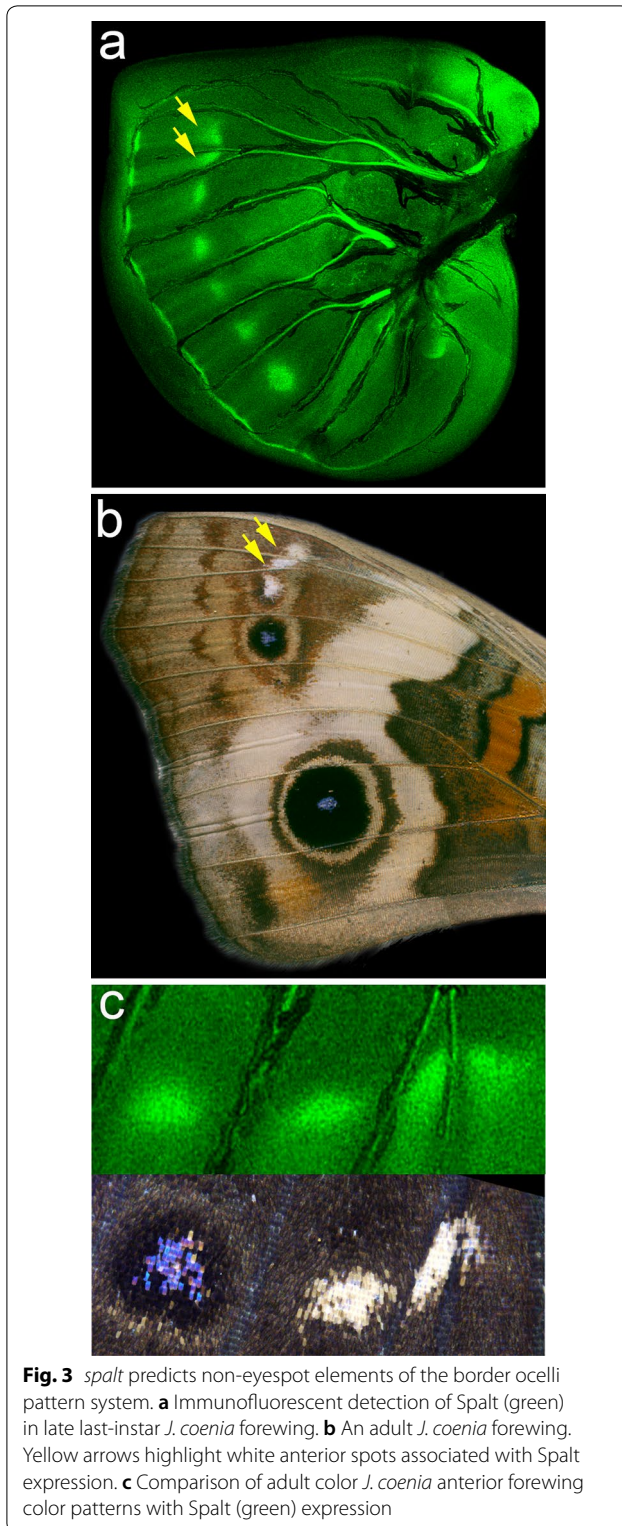 a
b
c
Fig. 3 spalt predicts non-eyespot elements of the border ocelli
pattern system. a Immunofluorescent detection of Spalt (green)
in late last-instar J. coenia forewing. b An adult J. coenia forewing.
Yellow arrows highlight white anterior spots associated with Spalt
expression. c Comparison of adult color J. coenia anterior forewing
color patterns with Spalt (green) expression